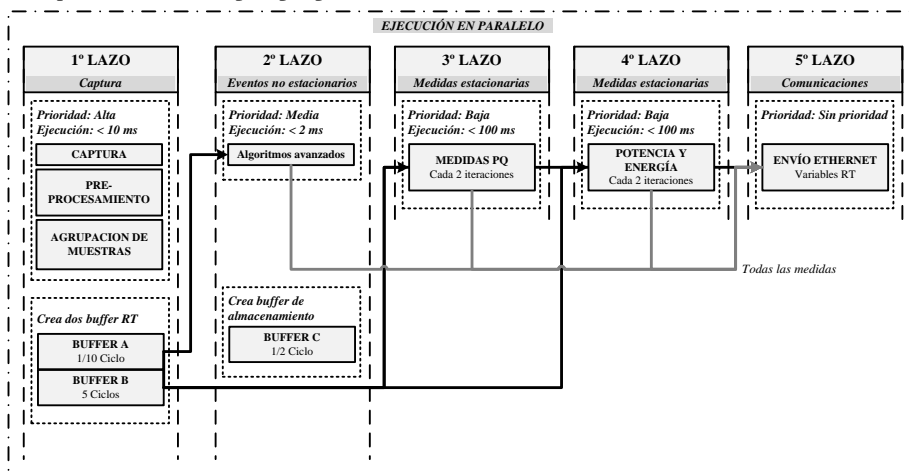 EJECUCIÓN EN PARALELO
1º LAZO
Captura
Prioridad: Alta
Ejecución: < 10 ms
CAPTURA
PRE-
PROCESAMIENTO
AGRUPACION DE
MUESTRAS
Crea dos buffer RT
BUFFER A
1/10 Ciclo
BUFFER B
5 Ciclos
2º LAZO
Eventos no estacionarios
Prioridad: Media
Ejecución: < 2 ms
Algoritmos avanzados
Crea buffer de
almacenamiento
BUFFER C
1/2 Ciclo
3º LAZO
Medidas estacionarias
Prioridad: Baja
Ejecución: < 100 ms
MEDIDAS PQ
Cada 2 iteraciones
4º LAZO
Medidas estacionarias
Prioridad: Baja
Ejecución: < 100 ms
POTENCIA Y
ENERGÍA
Cada 2 iteraciones
5º LAZO
Comunicaciones
Prioridad: Sin prioridad
ENVÍO ETHERNET
Variables RT
Todas las medidas